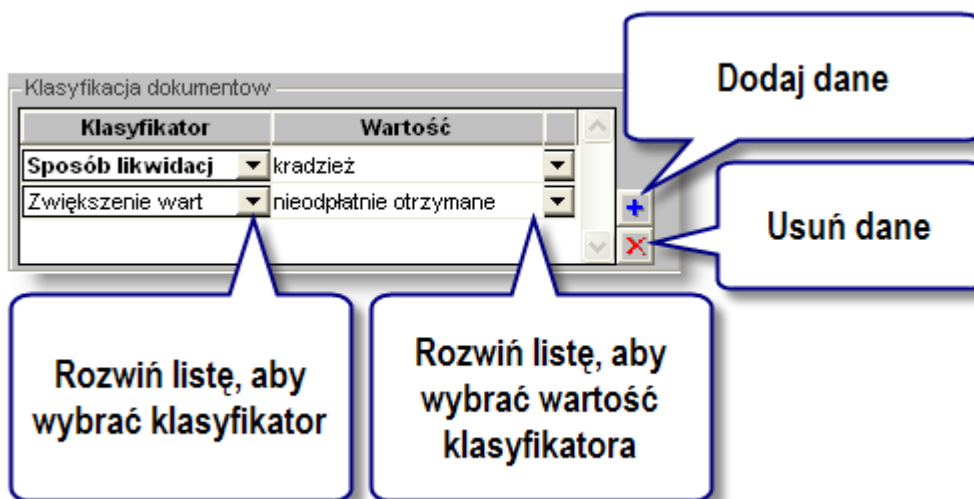 Dodaj dane
Klasyfikacja dokumentow
Klasyfikator Wartość
Sposób likwidacj kradzież
Zwiększenie wart nieodpłatnie otrzymane
Usuń dane
Rozwiń listę, aby
wybrać klasyfikator
Rozwiń listę, aby
wybrać wartość
klasyfikatora